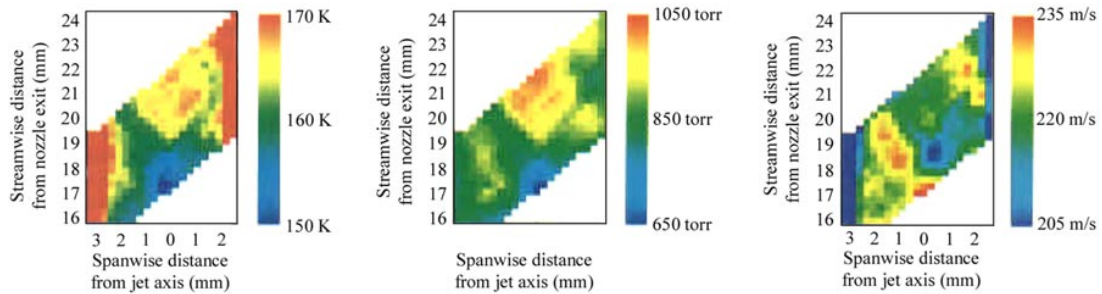 Streamwise distance
from nozzle exit (mm)
24
23
22
21
20
19
18
17
16
3 2 1 0 1 2
Spanwise distance
from jet axis (mm)
170 K
160 K
150 K
Streamwise distance
from nozzle exit (mm)
24
23
22
21
20
19
18
17
16
Spanwise distance
from jet axis (mm)
1050 torr
850 torr
650 torr
Streamwise distance
from nozzle exit (mm)
24
23
22
21
20
19
18
17
16
3 2 1 0 1 2
Spanwise distance
from jet axis (mm)
235 m/s
220 m/s
205 m/s